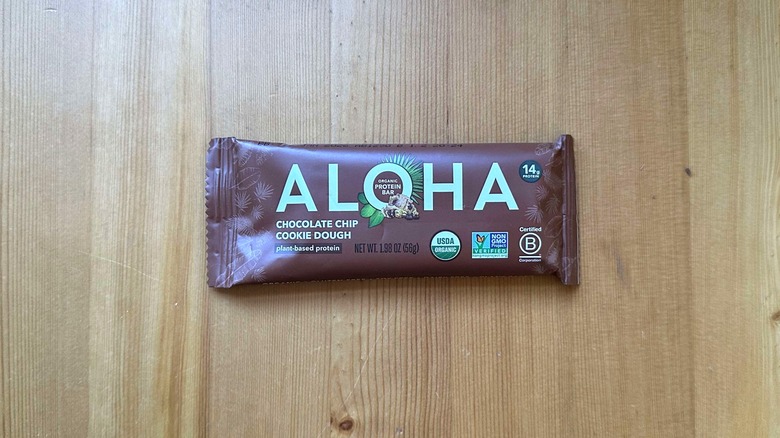 ALOHA
ORGANIC
PROTEIN
BAR
14g
PROTEIN
CHOCOLATE CHIP
COOKIE DOUGH
plant-based protein
NET WT. 1.98 OZ (56g)
USDA
ORGANIC
NON
GMO
Project
VERIFIED
Certified
B
Corporation